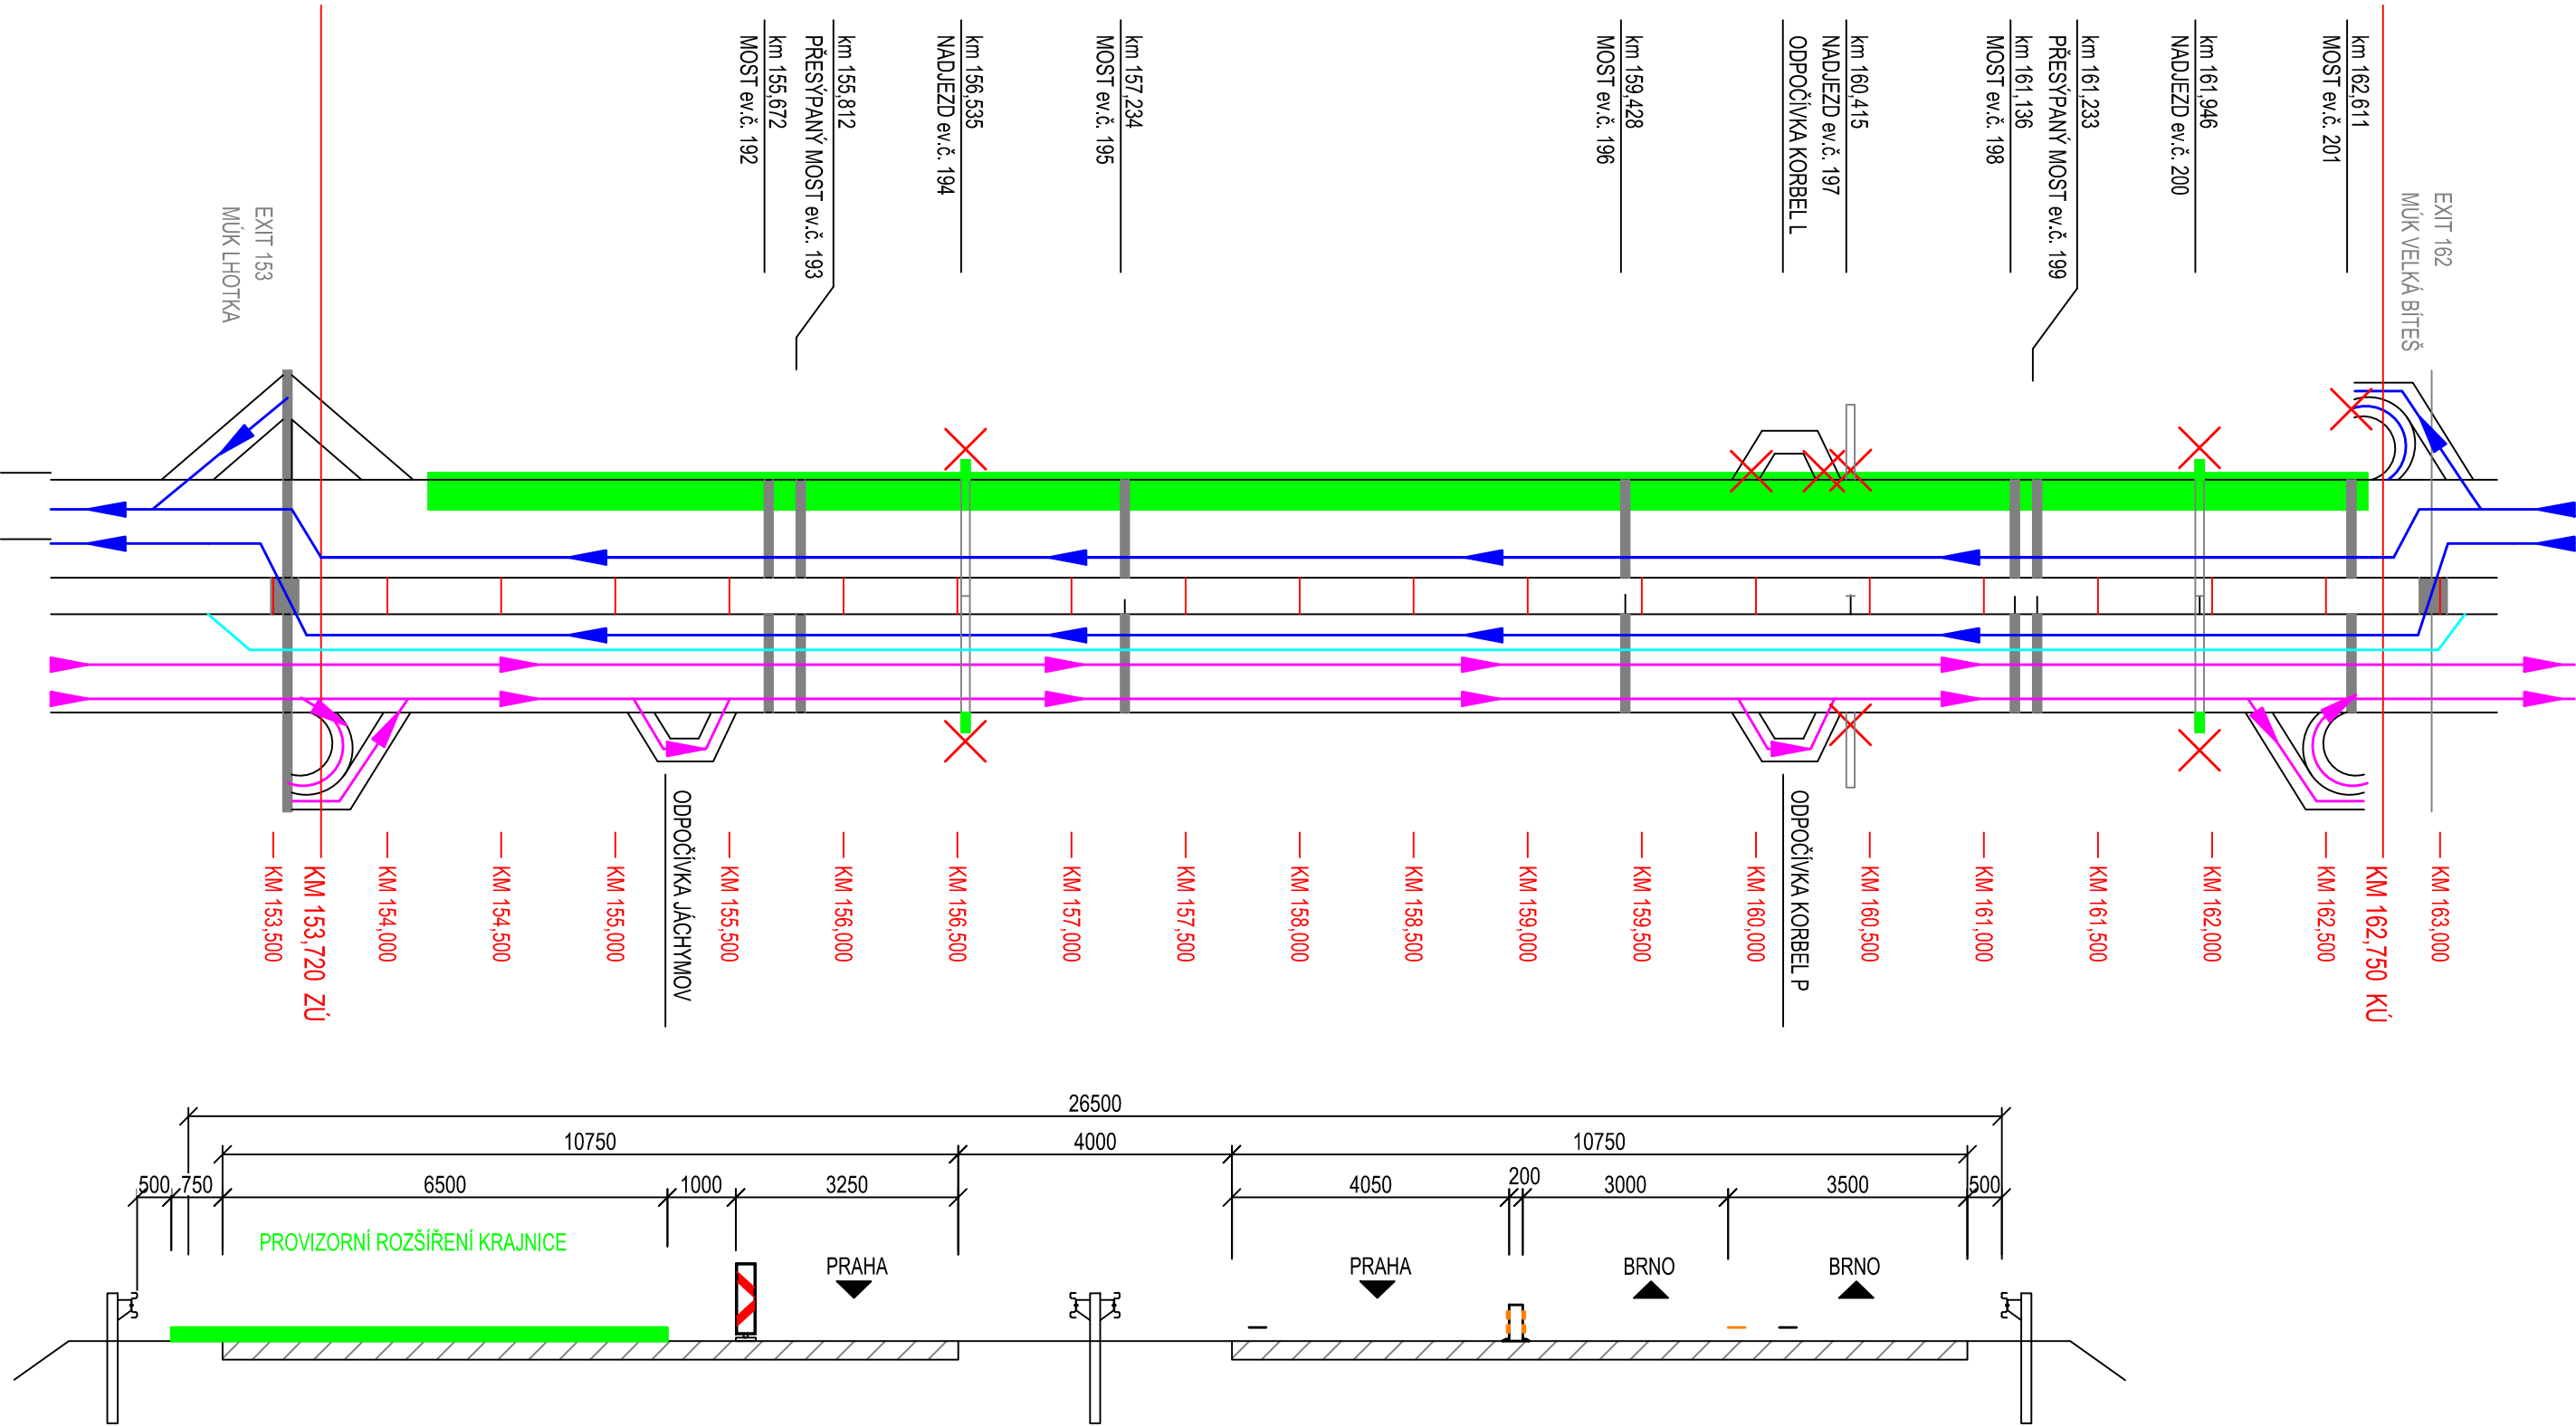 km 155,672
MOST ev.č. 192
km 155,812
PŘESÝPANÝ MOST ev.č. 193
km 156,535
NADJEZD ev.č. 194
km 157,234
MOST ev.č. 195
km 159,428
MOST ev.č. 196
ODPOČÍVKA KORBEL L
km 160,415
NADJEZD ev.č. 197
km 161,136
MOST ev.č. 198
km 161,233
PŘESÝPANÝ MOST ev.č. 199
km 161,946
NADJEZD ev.č. 200
km 162,611
MOST ev.č. 201
EXIT 153
MÚK LHOTKA
EXIT 162
MÚK VELKÁ BÍTEŠ
ODPOČÍVKA JÁCHYMOV
ODPOČÍVKA KORBEL P
KM 153,500
KM 153,720 ZÚ
KM 154,000
KM 154,500
KM 155,000
KM 155,500
KM 156,000
KM 156,500
KM 157,000
KM 157,500
KM 158,000
KM 158,500
KM 159,000
KM 159,500
KM 160,000
KM 160,500
KM 161,000
KM 161,500
KM 162,000
KM 162,500
KM 162,750 KÚ
KM 163,000
26500
10750
4000
10750
500
750
6500
1000
3250
4050
200
3000
3500
500
PROVIZORNÍ ROZŠÍŘENÍ KRAJNICE
PRAHA
PRAHA
BRNO
BRNO